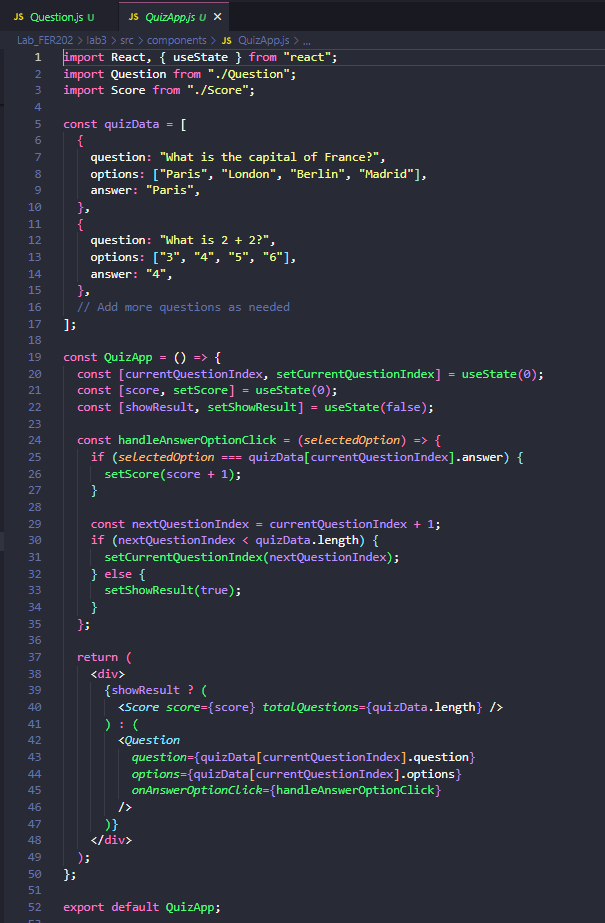 JS Question.js U JS QuizApp.js U ✕
Lab_FER202 > lab3 > src > components > JS QuizApp.js > ...
1 import React, { useState } from "react";
2 import Question from "./Question";
3 import Score from "./Score";
4
5 const quizData = [
6   {
7     question: "What is the capital of France?",
8     options: ["Paris", "London", "Berlin", "Madrid"],
9     answer: "Paris",
10   },
11   {
12     question: "What is 2 + 2?",
13     options: ["3", "4", "5", "6"],
14     answer: "4",
15   },
16   // Add more questions as needed
17 ];
18
19 const QuizApp = () => {
20   const [currentQuestionIndex, setCurrentQuestionIndex] = useState(0);
21   const [score, setScore] = useState(0);
22   const [showResult, setShowResult] = useState(false);
23
24   const handleAnswerOptionClick = (selectedOption) => {
25     if (selectedOption === quizData[currentQuestionIndex].answer) {
26       setScore(score + 1);
27     }
28
29     const nextQuestionIndex = currentQuestionIndex + 1;
30     if (nextQuestionIndex < quizData.length) {
31       setCurrentQuestionIndex(nextQuestionIndex);
32     } else {
33       setShowResult(true);
34     }
35   };
36
37   return (
38     <div>
39       {showResult ? (
40         <Score score={score} totalQuestions={quizData.length} />
41       ) : (
42         <Question
43           question={quizData[currentQuestionIndex].question}
44           options={quizData[currentQuestionIndex].options}
45           onAnswerOptionClick={handleAnswerOptionClick}
46         />
47       )}
48     </div>
49   );
50 };
51
52 export default QuizApp;
53